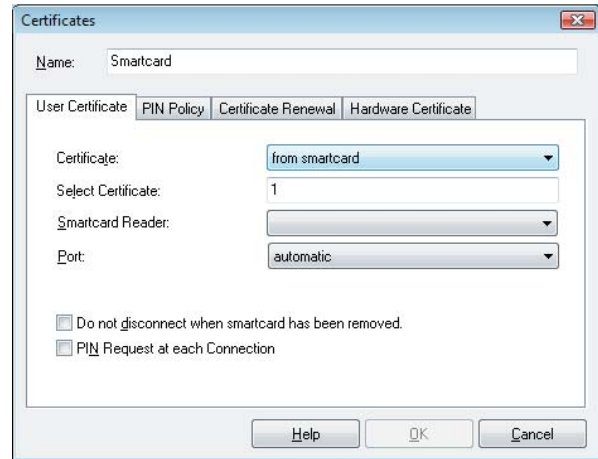 Certificates
Name: Smartcard
User Certificate PIN Policy Certificate Renewal Hardware Certificate
Certificate: from smartcard
Select Certificate: 1
Smartcard Reader:
Port: automatic
Do not disconnect when smartcard has been removed.
PIN Request at each Connection
Help OK Cancel